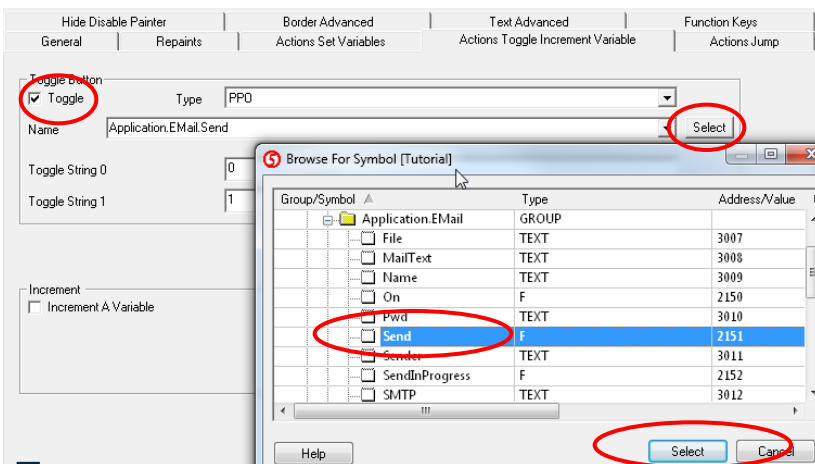 Hide Disable Painter Border Advanced Text Advanced Function Keys
General Repaints Actions Set Variables Actions Toggle Increment Variable Actions Jump
Toggle Button
Toggle Type PPO
Name Application.EMail.Send Select
Toggle String 0 0
Toggle String 1 1
Increment
Increment A Variable
Browse For Symbol [Tutorial]
Group/Symbol Type Address/Value
Application.EMail GROUP
File TEXT 3007
MailText TEXT 3008
Name TEXT 3009
On F 2150
Pwd TEXT 3010
Send F 2151
Sender TEXT 3011
SendInProgress F 2152
SMTP TEXT 3012
Help Select Cancel